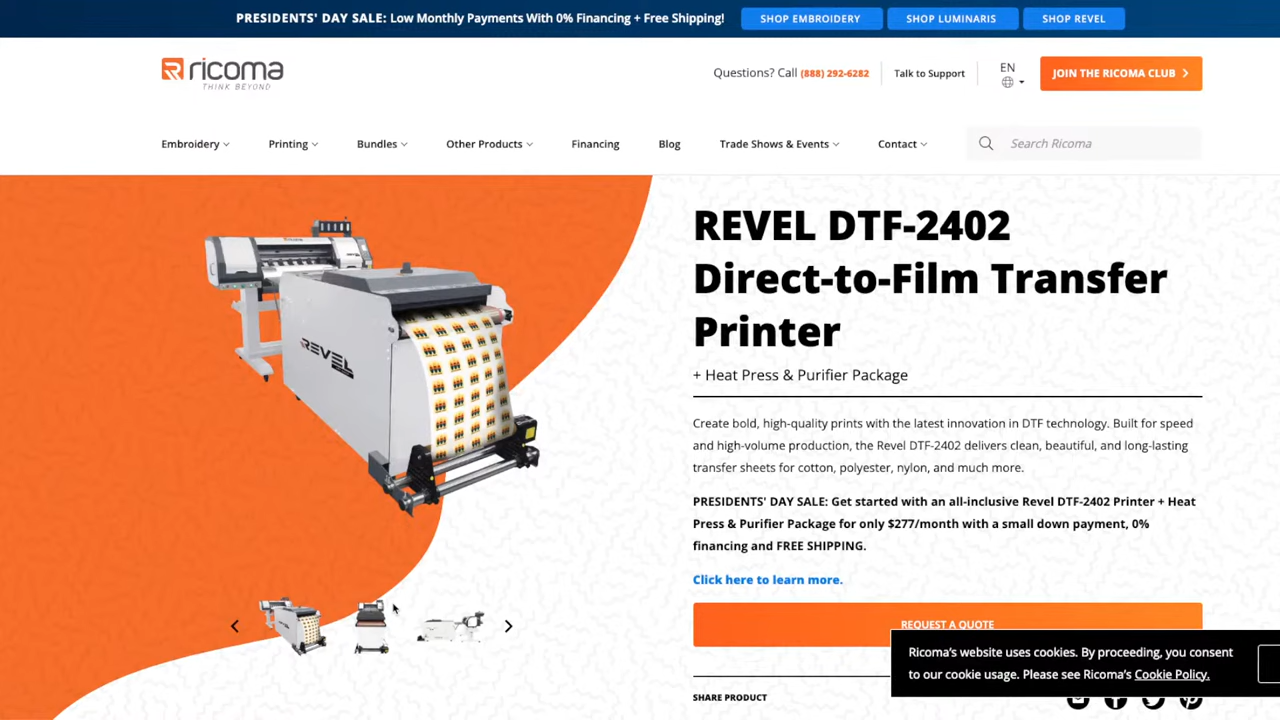 PRESIDENTS' DAY SALE: Low Monthly Payments With 0% Financing + Free Shipping!
SHOP EMBROIDERY
SHOP LUMINARIS
SHOP REVEL
ricoma
THINK BEYOND
Questions? Call (888) 292-6282
Talk to Support
EN
JOIN THE RICOMA CLUB
Embroidery
Printing
Bundles
Other Products
Financing
Blog
Trade Shows & Events
Contact
Search Ricoma
ricoma
REVEL
REVEL DTF-2402
Direct-to-Film Transfer
Printer
+ Heat Press & Purifier Package
Create bold, high-quality prints with the latest innovation in DTF technology. Built for speed
and high-volume production, the Revel DTF-2402 delivers clean, beautiful, and long-lasting
transfer sheets for cotton, polyester, nylon, and much more.
PRESIDENTS' DAY SALE: Get started with an all-inclusive Revel DTF-2402 Printer + Heat
Press & Purifier Package for only $277/month with a small down payment, 0%
financing and FREE SHIPPING.
Click here to learn more.
REQUEST A QUOTE
Ricoma's website uses cookies. By proceeding, you consent
to our cookie usage. Please see Ricoma's Cookie Policy.
SHARE PRODUCT